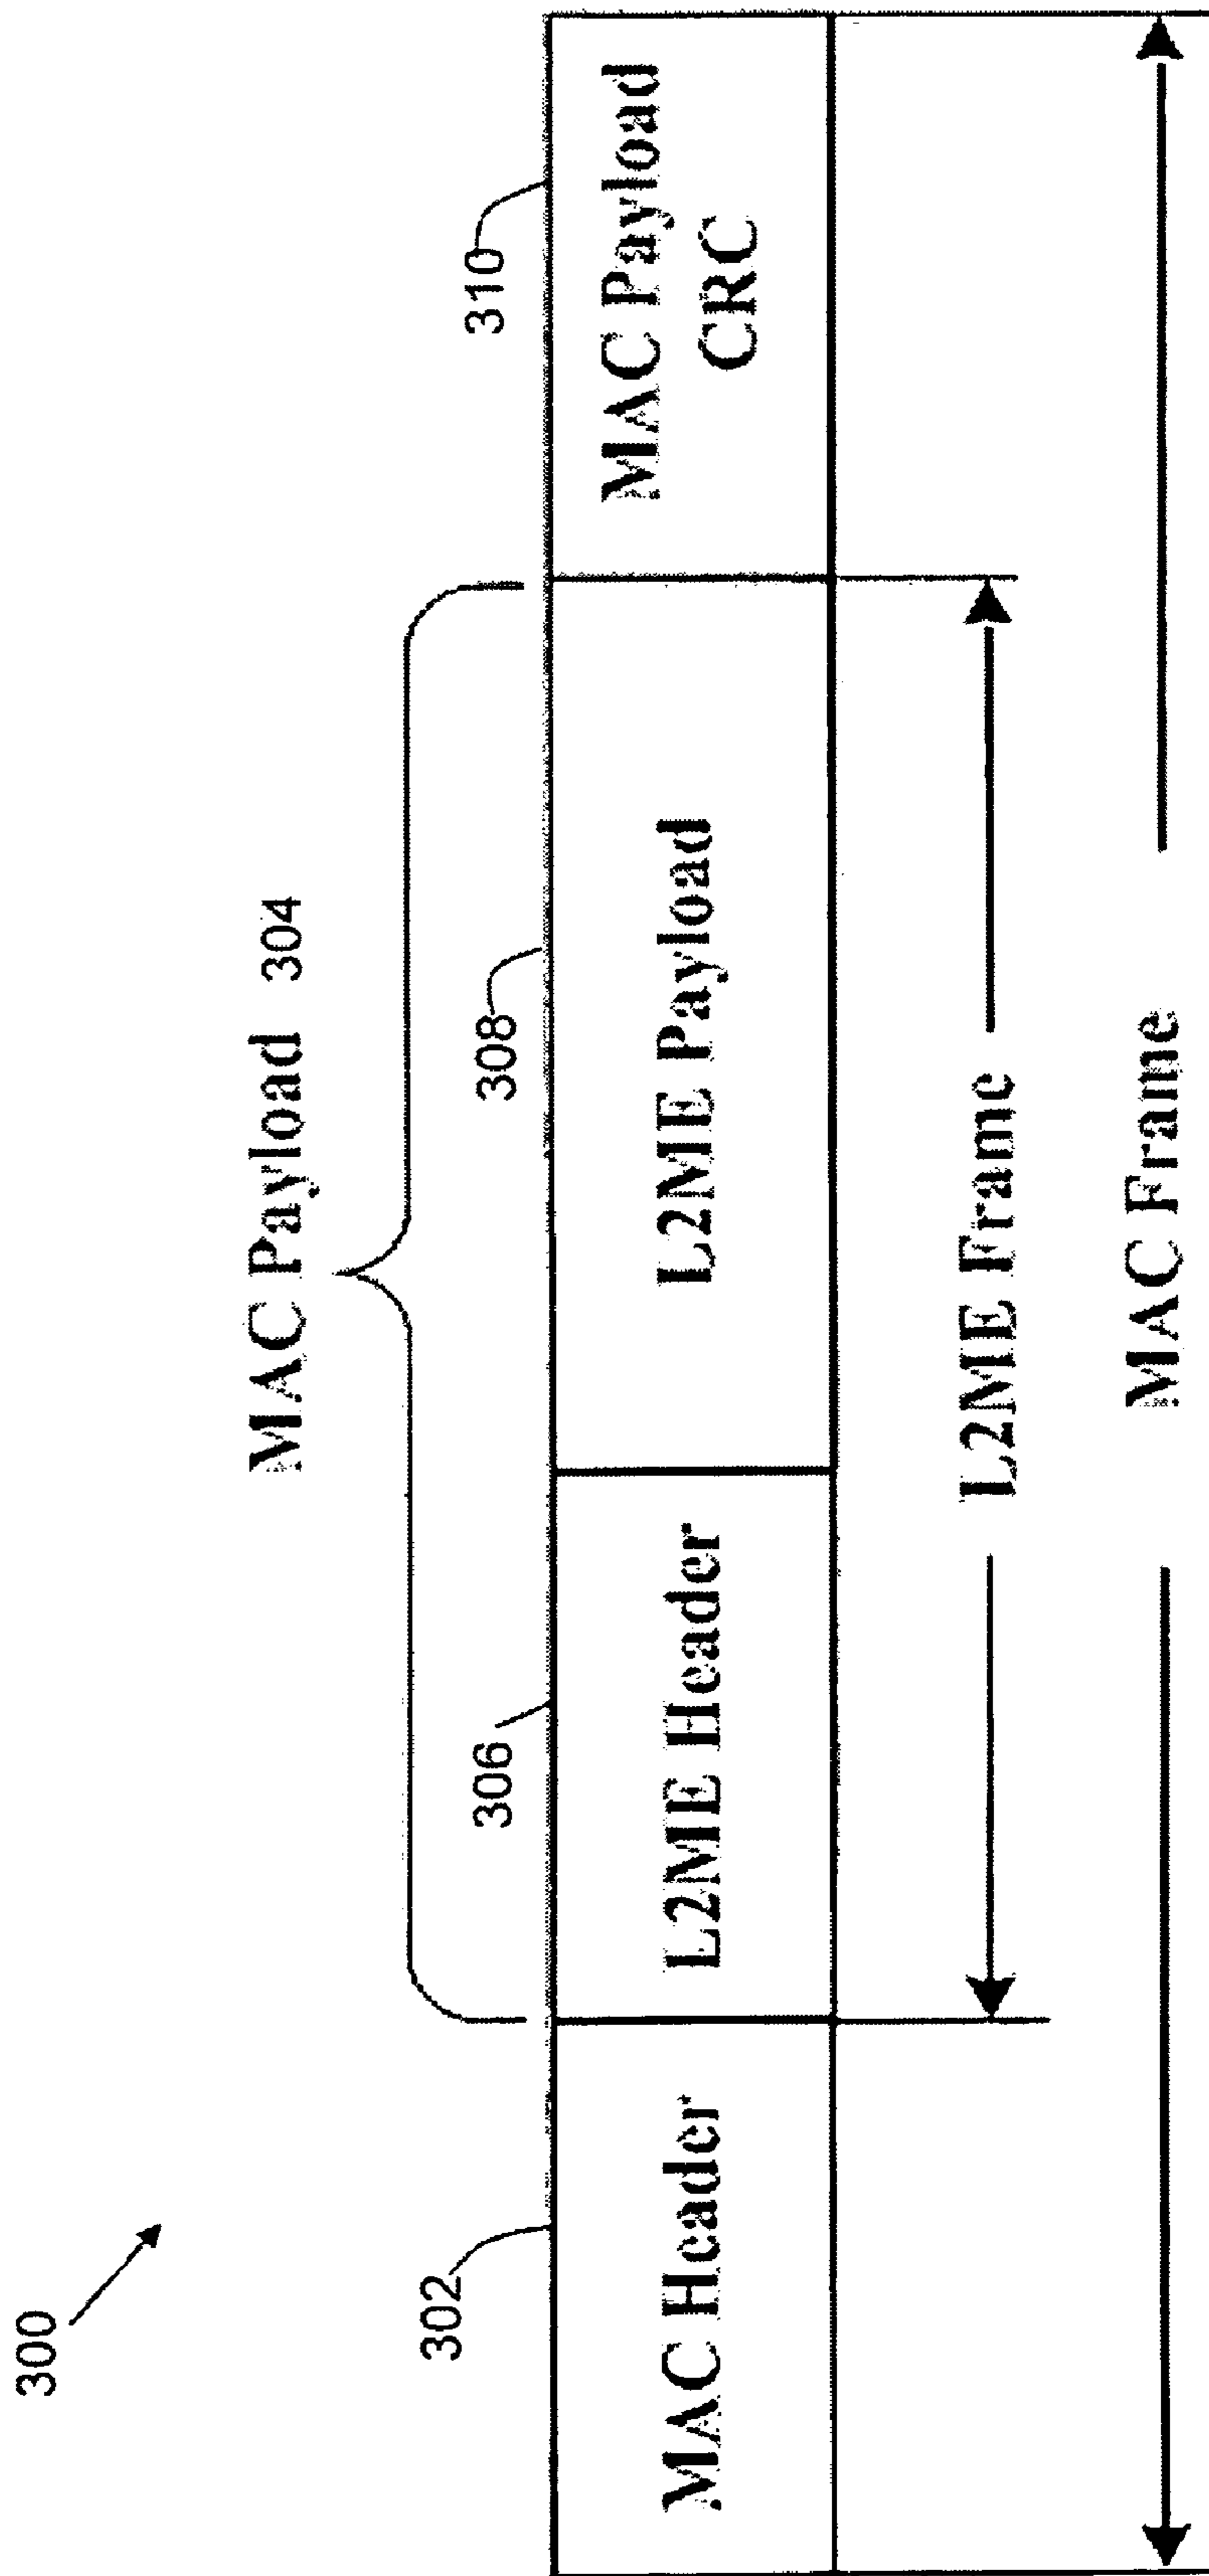 300
MAC Payload 304
302
306
308
310
MAC Header
L2ME Header
L2ME Payload
MAC Payload
CRC
L2ME Frame
MAC Frame